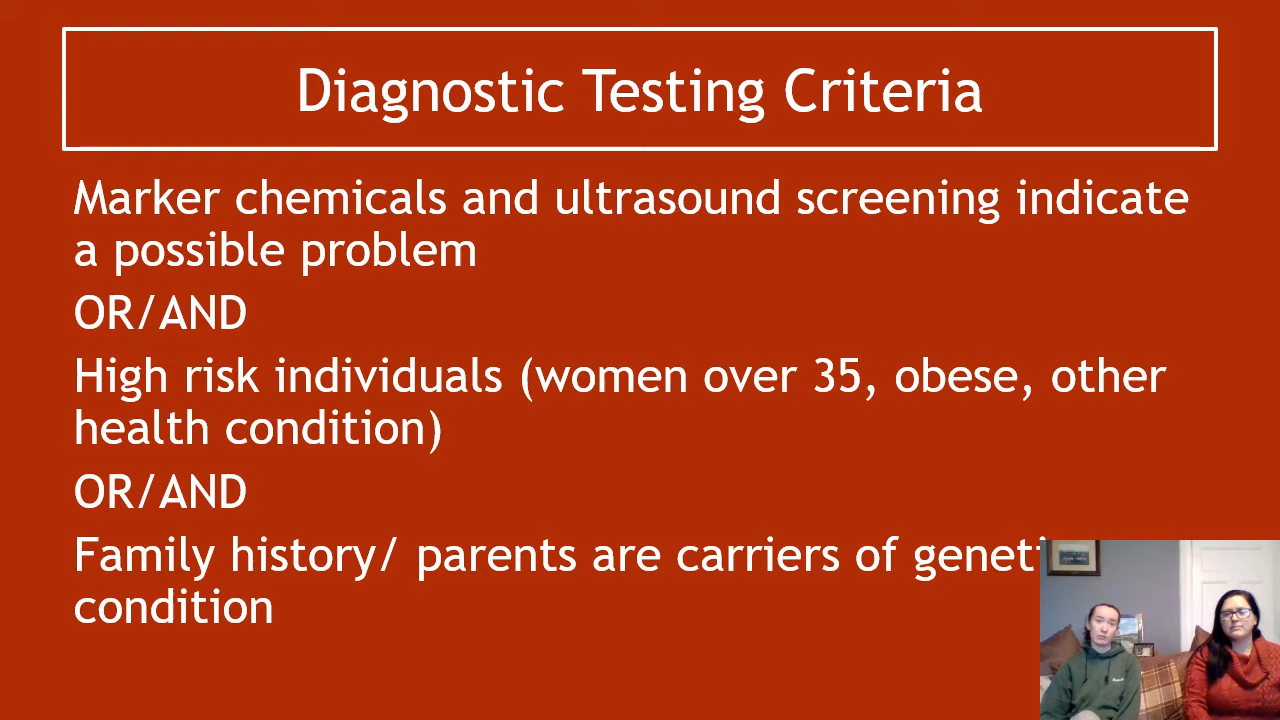 Diagnostic Testing Criteria
Marker chemicals and ultrasound screening indicate
a possible problem
OR/AND
High risk individuals (women over 35, obese, other
health condition)
OR/AND
Family history/ parents are carriers of geneti
condition